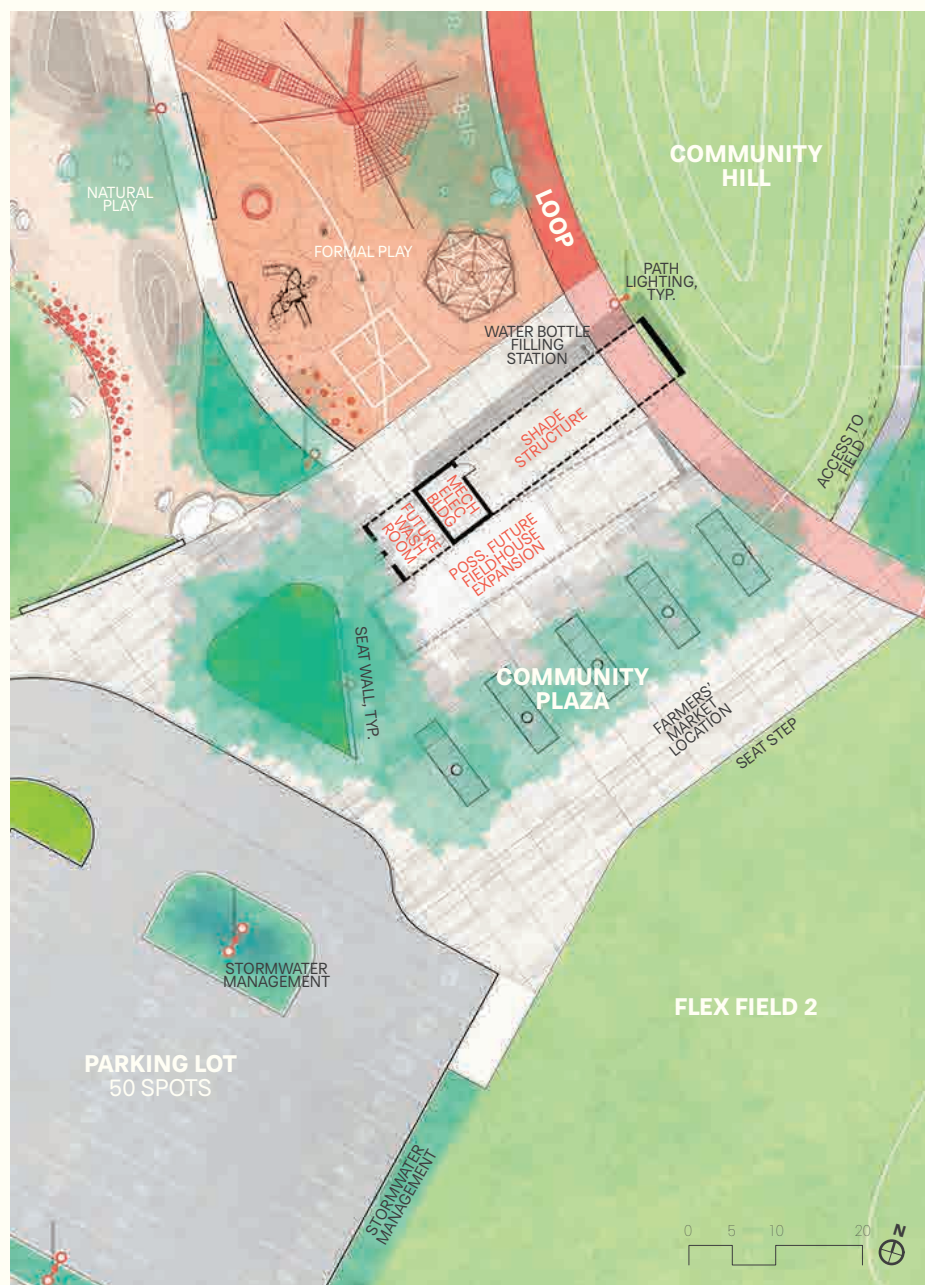 COMMUNITY
HILL
NATURAL
PLAY
LOOP
FORMAL PLAY
PATH
LIGHTING,
TYP.
WATER BOTTLE
FILLING
STATION
SHADE
STRUCTURE
ACCESS TO
FIELD
MECH
ELEC
BLDG
FUTURE
WASH
ROOM
POSS. FUTURE
FIELDHOUSE
EXPANSION
SEAT WALL, TYP.
COMMUNITY
PLAZA
FARMERS'
MARKET
LOCATION
SEAT STEP
STORMWATER
MANAGEMENT
FLEX FIELD 2
PARKING LOT
50 SPOTS
STORMWATER
MANAGEMENT
0 5 10 20
N